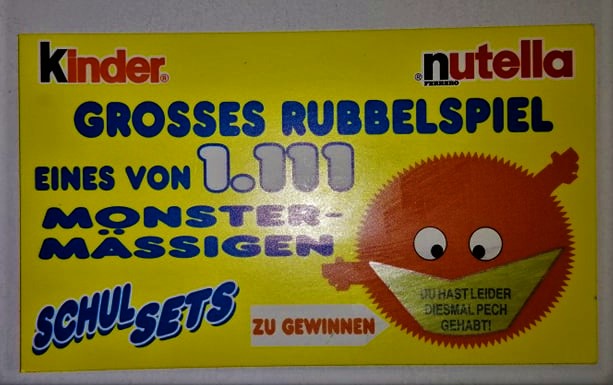 kinder®
®nutella
FERRERO
GROSSES RUBBELSPIEL
EINES VON 1.111
MONSTER-
MÄSSIGEN
SCHULSETS
ZU GEWINNEN
DU HAST LEIDER
DIESMAL PECH
GEHABT!